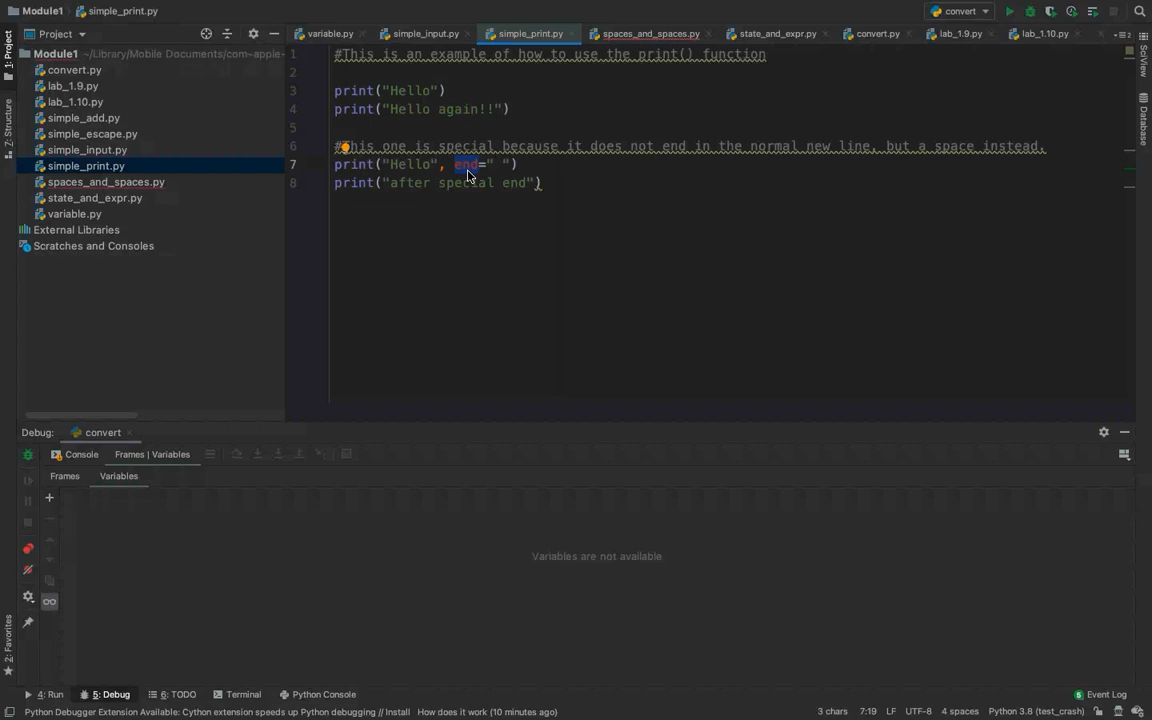 Module1 simple_print.py convert
1: Project
Project
variable.py simple_input.py simple_print.py spaces_and_spaces.py state_and_expr.py convert.py lab_1.9.py lab_1.10.py 2
Module1 ~/Library/Mobile Documents/com~apple~
convert.py
lab_1.9.py
lab_1.10.py
simple_add.py
simple_escape.py
simple_input.py
simple_print.py
spaces_and_spaces.py
state_and_expr.py
variable.py
External Libraries
Scratches and Consoles
Z: Structure
1 #This is an example of how to use the print() function
2
3 print("Hello")
4 print("Hello again!!")
5
6 #This one is special because it does not end in the normal new line, but a space instead.
7 print("Hello", end=" ")
8 print("after special end")
SciView
Database
Debug: convert
Console Frames | Variables
Frames Variables
Variables are not available
2: Favorites
4: Run 5: Debug 6: TODO Terminal Python Console 5 Event Log
Python Debugger Extension Available: Cython extension speeds up Python debugging // Install How does it work (10 minutes ago) 3 chars 7:19 LF UTF-8 4 spaces Python 3.8 (test_crash)